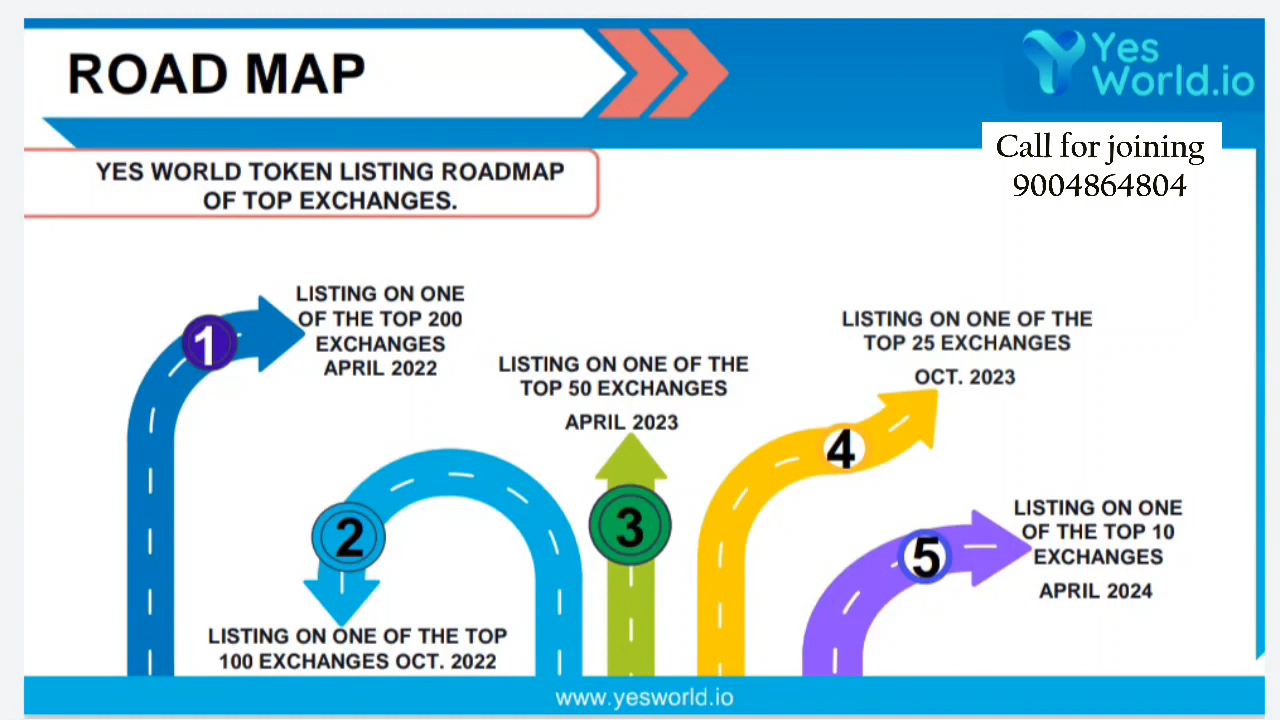 ROAD MAP
Yes
World.io
Call for joining
9004864804
YES WORLD TOKEN LISTING ROADMAP
OF TOP EXCHANGES.
1
LISTING ON ONE
OF THE TOP 200
EXCHANGES
APRIL 2022
2
LISTING ON ONE OF THE TOP
100 EXCHANGES OCT. 2022
LISTING ON ONE OF THE
TOP 50 EXCHANGES
APRIL 2023
3
LISTING ON ONE OF THE
TOP 25 EXCHANGES
OCT. 2023
4
5
LISTING ON ONE
OF THE TOP 10
EXCHANGES
APRIL 2024
www.yesworld.io